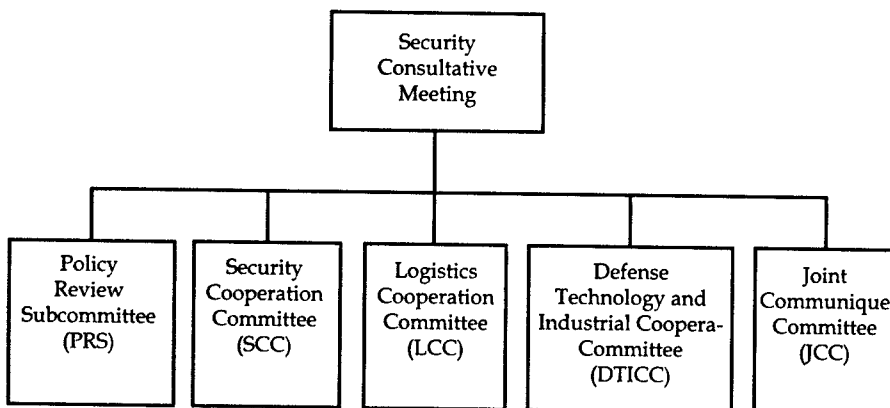 Security
Consultative
Meeting
Policy
Review
Subcommittee
(PRS)
Security
Cooperation
Committee
(SCC)
Logistics
Cooperation
Committee
(LCC)
Defense
Technology and
Industrial Coopera-
Committee
(DTICC)
Joint
Communique
Committee
(JCC)